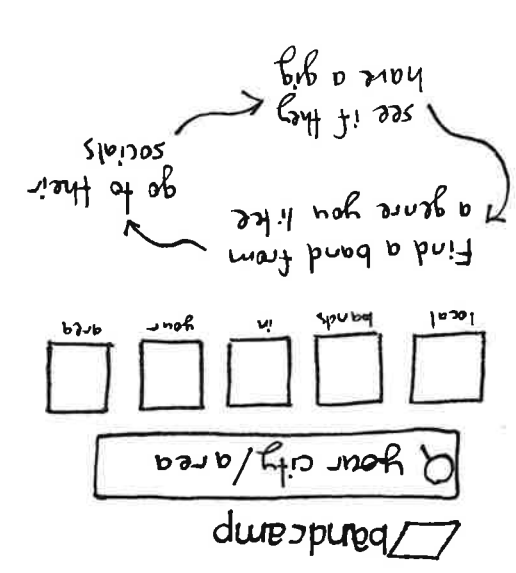 bandcamp
your city/area
local bands in your area
Find a band from
a genre you like
go to their
socials
see if they
have a gig